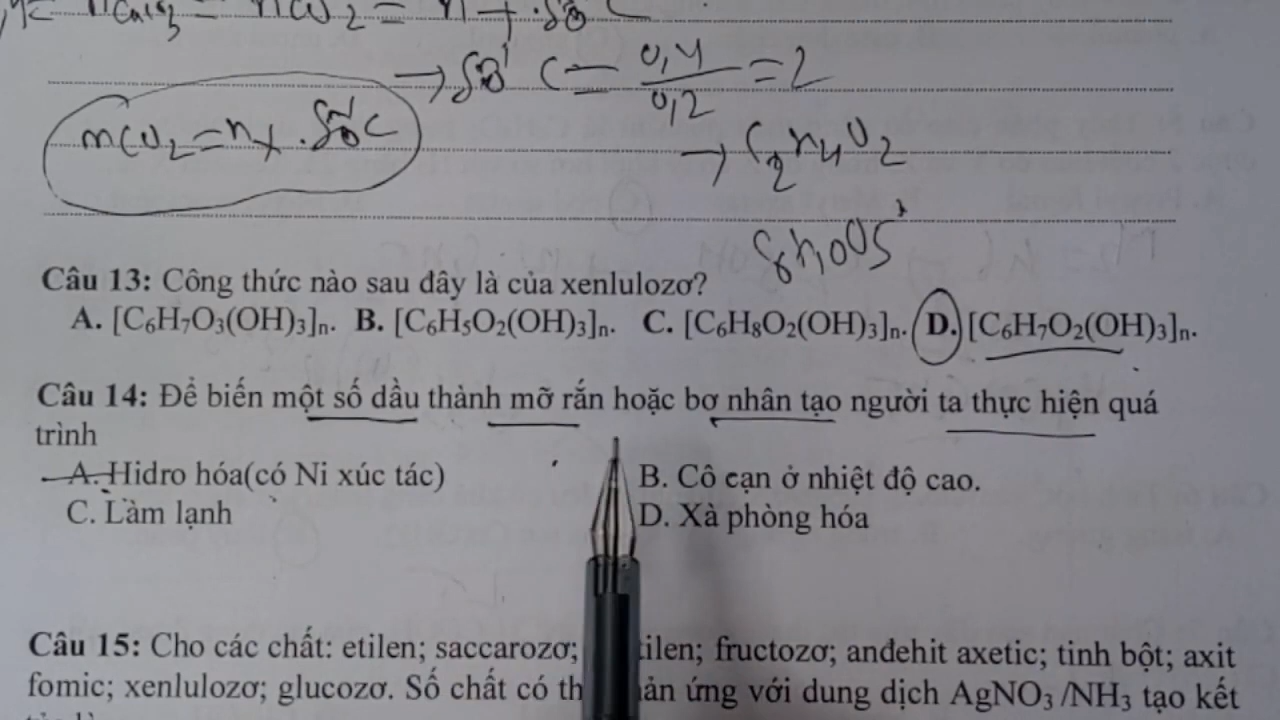 → số C = 0,4 / 0,2 = 2
nCO2 = nX . số C
→ C2H4O2
C6H10O5
Câu 13: Công thức nào sau đây là của xenlulozơ?
A. [C6H7O3(OH)3]n. B. [C6H5O2(OH)3]n. C. [C6H8O2(OH)3]n. D. [C6H7O2(OH)3]n.
Câu 14: Để biến một số dầu thành mỡ rắn hoặc bơ nhân tạo người ta thực hiện quá
trình
A. Hidro hóa(có Ni xúc tác) B. Cô cạn ở nhiệt độ cao.
C. Làm lạnh D. Xà phòng hóa
Câu 15: Cho các chất: etilen; saccarozơ; tilen; fructozơ; anđehit axetic; tinh bột; axit
fomic; xenlulozơ; glucozơ. Số chất có ứng với dung dịch AgNO3/NH3 tạo kết